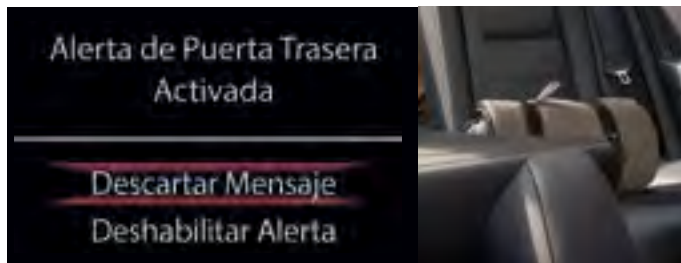 Alerta de Puerta Trasera
Activada
Descartar Mensaje
Deshabilitar Alerta